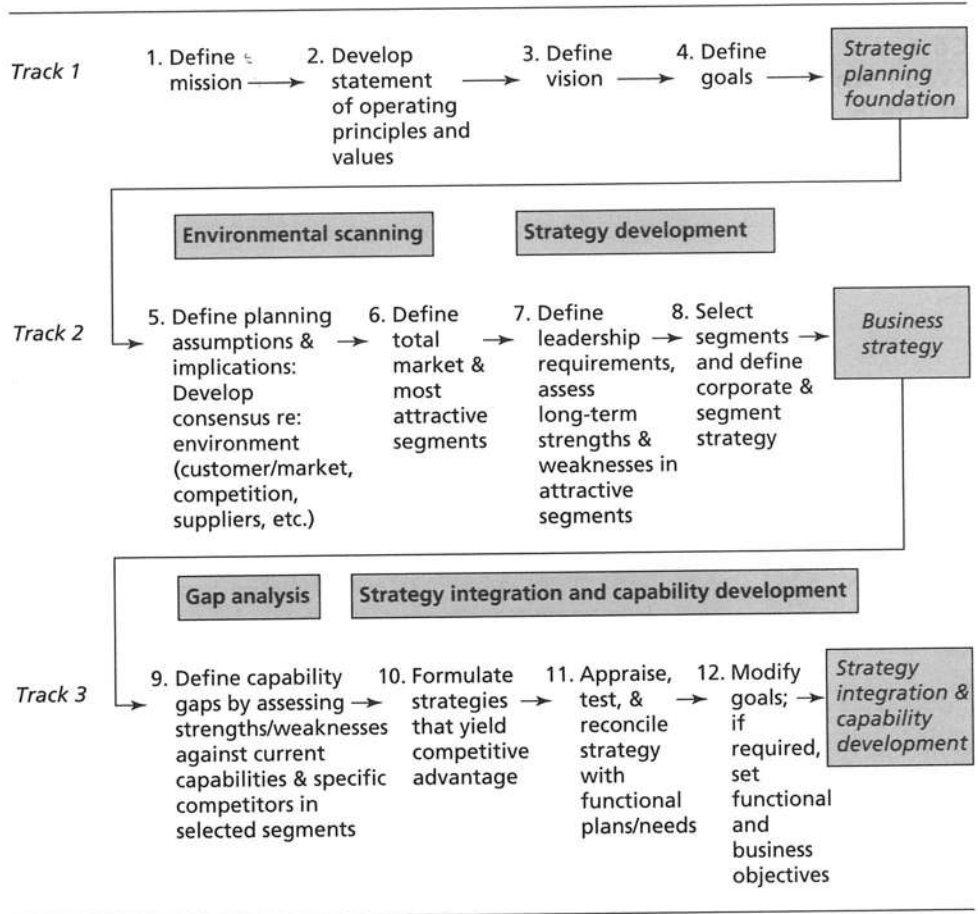 Track 1
1. Define
mission
2. Develop
statement
of operating
principles and
values
3. Define
vision
4. Define
goals
Strategic
planning
foundation
Environmental scanning
Strategy development
Track 2
5. Define planning
assumptions &
implications:
Develop
consensus re:
environment
(customer/market,
competition,
suppliers, etc.)
6. Define
total
market &
most
attractive
segments
7. Define
leadership
requirements,
assess
long-term
strengths &
weaknesses in
attractive
segments
8. Select
segments
and define
corporate &
segment
strategy
Business
strategy
Gap analysis
Strategy integration and capability development
Track 3
9. Define capability
gaps by assessing
strengths/weaknesses
against current
capabilities & specific
competitors in
selected segments
10. Formulate
strategies
that yield
competitive
advantage
11. Appraise,
test, &
reconcile
strategy
with
functional
plans/needs
12. Modify
goals;
if
required,
set
functional
and
business
objectives
Strategy
integration &
capability
development